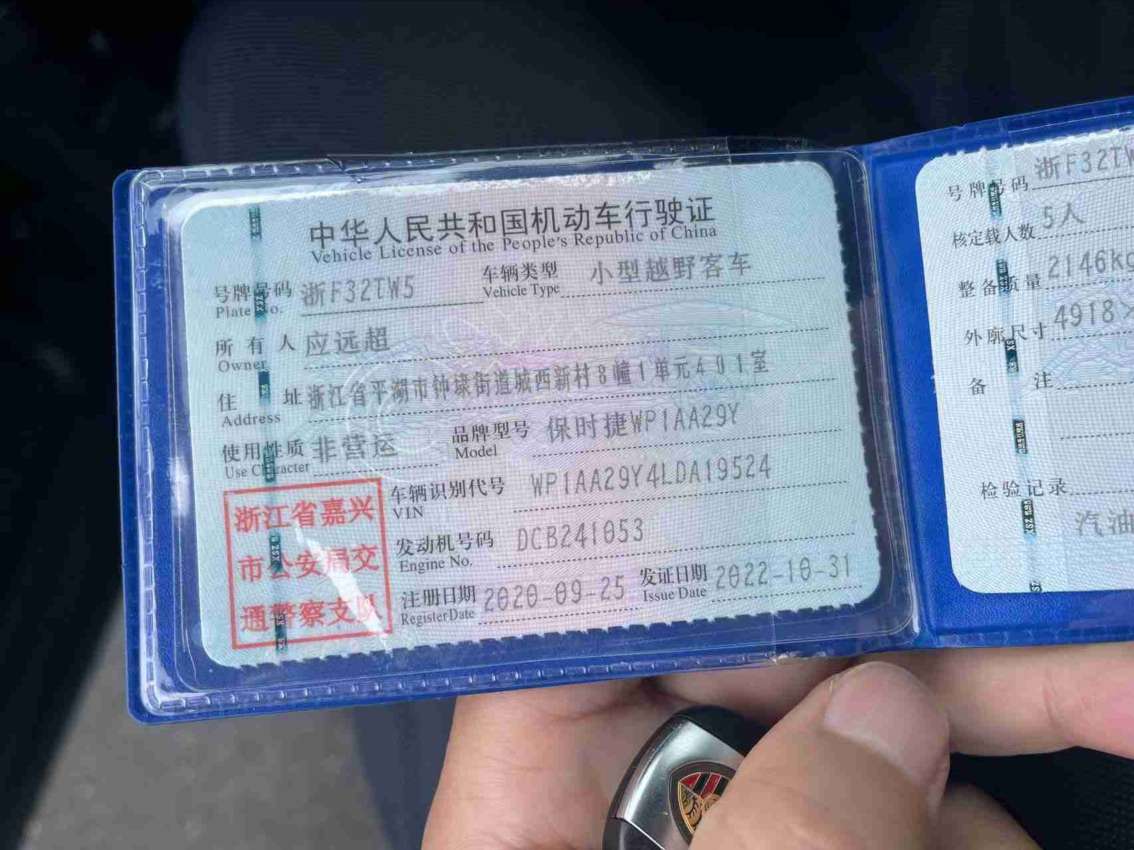 中华人民共和国机动车行驶证
Vehicle License of the People's Republic of China
号牌号码 浙F32TW5 车辆类型 小型越野客车
Plate No. Vehicle Type
所有人 应远超
Owner
住址 浙江省平湖市钟埭街道城西新村8幢1单元401室
Address
使用性质 非营运 品牌型号 保时捷WP1AA29Y
Use Character Model
车辆识别代号 WP1AA29Y4LDA19524
VIN
发动机号码 DCB241053
Engine No.
注册日期 2020-09-25 发证日期 2022-10-31
Register Date Issue Date
浙江省嘉兴
市公安局交
通警察支队
号牌号码 浙F32TW
核定载人数 5人
整备质量 2146kg
外廓尺寸 4918×
备注
检验记录
汽油